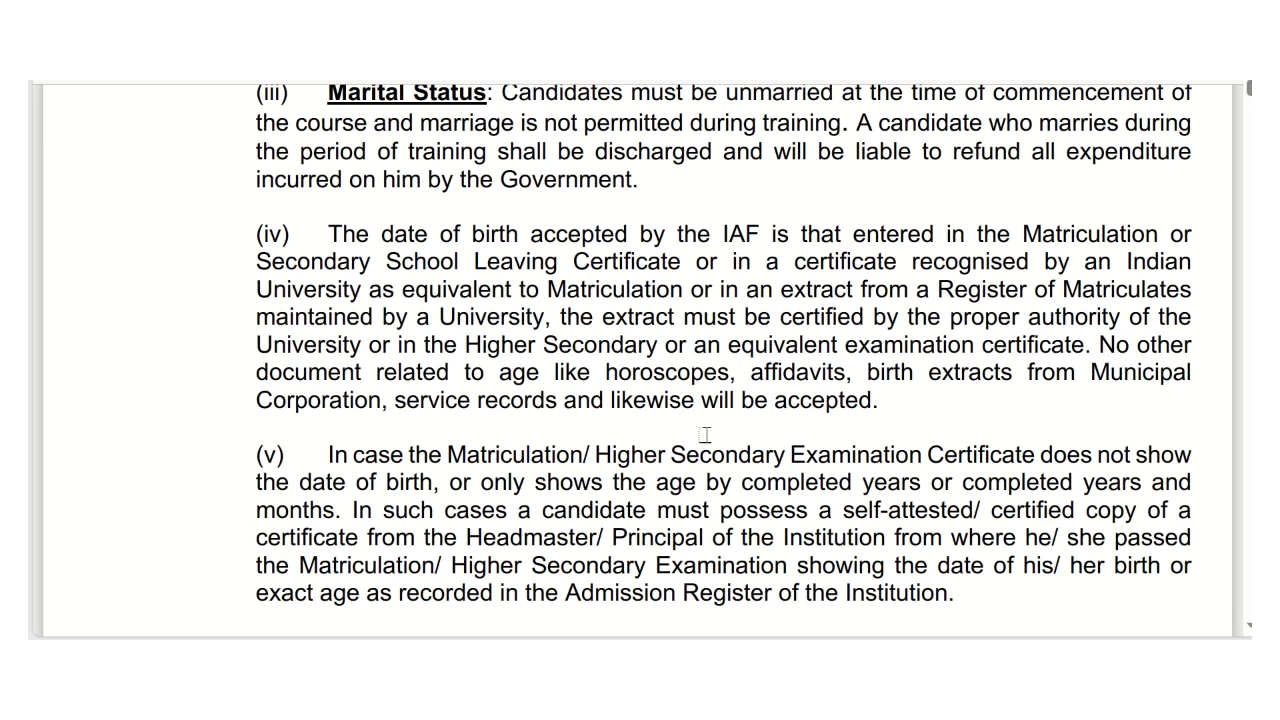 (iii) Marital Status: Candidates must be unmarried at the time of commencement of
the course and marriage is not permitted during training. A candidate who marries during
the period of training shall be discharged and will be liable to refund all expenditure
incurred on him by the Government.
(iv) The date of birth accepted by the IAF is that entered in the Matriculation or
Secondary School Leaving Certificate or in a certificate recognised by an Indian
University as equivalent to Matriculation or in an extract from a Register of Matriculates
maintained by a University, the extract must be certified by the proper authority of the
University or in the Higher Secondary or an equivalent examination certificate. No other
document related to age like horoscopes, affidavits, birth extracts from Municipal
Corporation, service records and likewise will be accepted.
(v) In case the Matriculation/ Higher Secondary Examination Certificate does not show
the date of birth, or only shows the age by completed years or completed years and
months. In such cases a candidate must possess a self-attested/ certified copy of a
certificate from the Headmaster/ Principal of the Institution from where he/ she passed
the Matriculation/ Higher Secondary Examination showing the date of his/ her birth or
exact age as recorded in the Admission Register of the Institution.